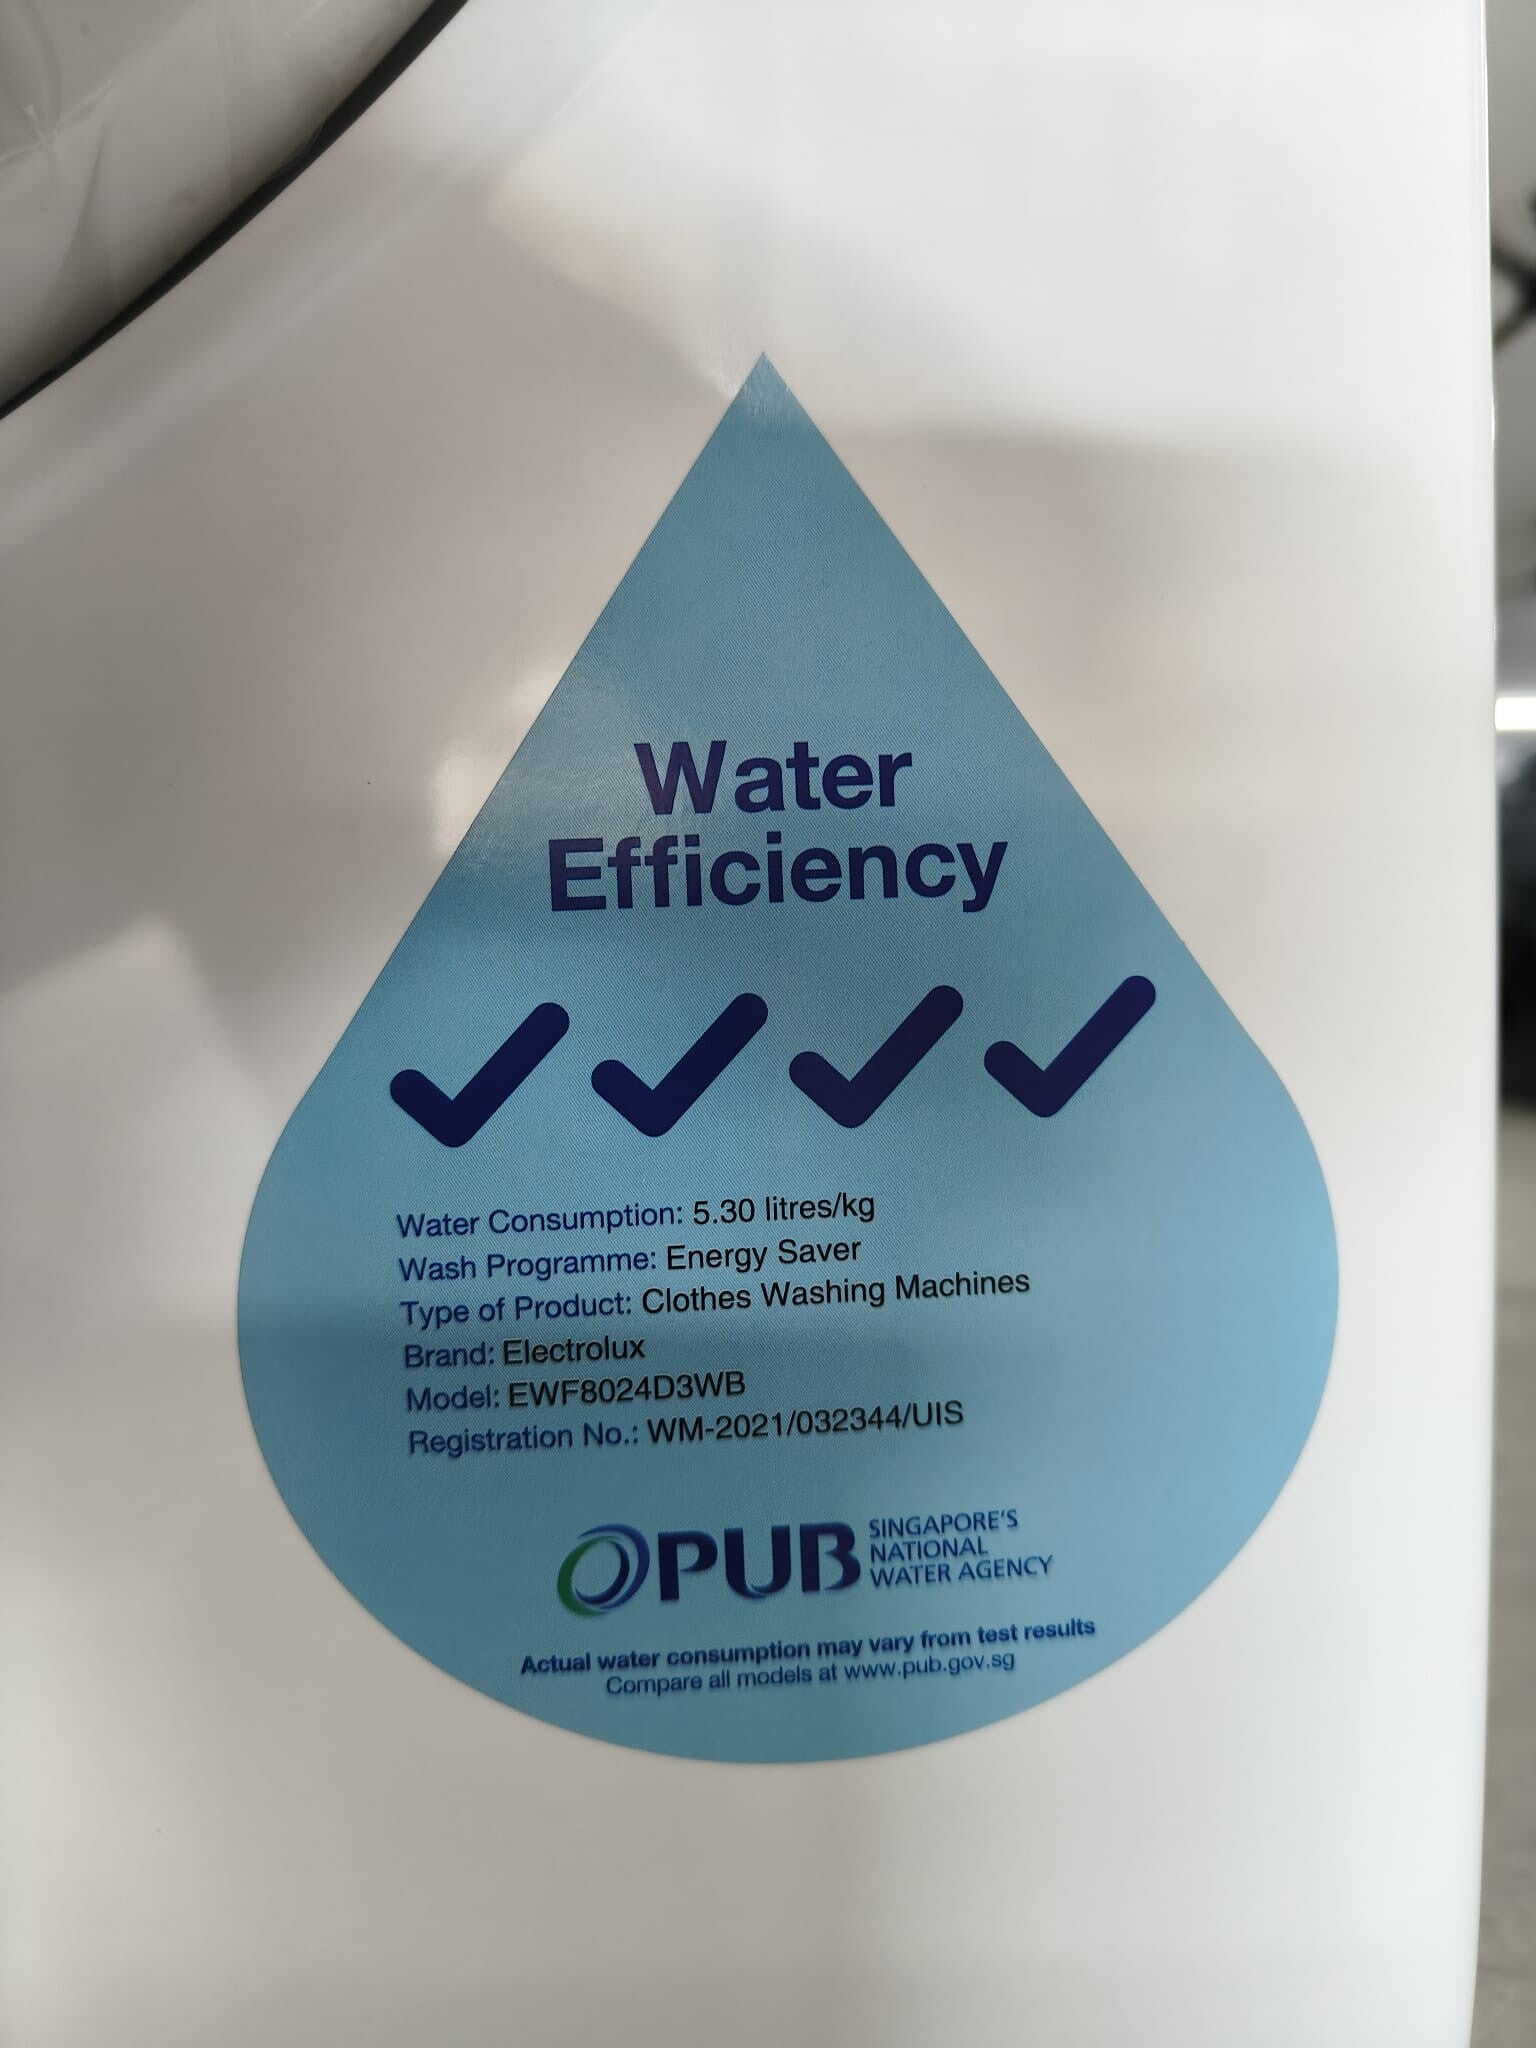 Water
Efficiency
Water Consumption: 5.30 litres/kg
Wash Programme: Energy Saver
Type of Product: Clothes Washing Machines
Brand: Electrolux
Model: EWF8024D3WB
Registration No.: WM-2021/032344/UIS
PUB
SINGAPORE'S
NATIONAL
WATER AGENCY
Actual water consumption may vary from test results
Compare all models at www.pub.gov.sg